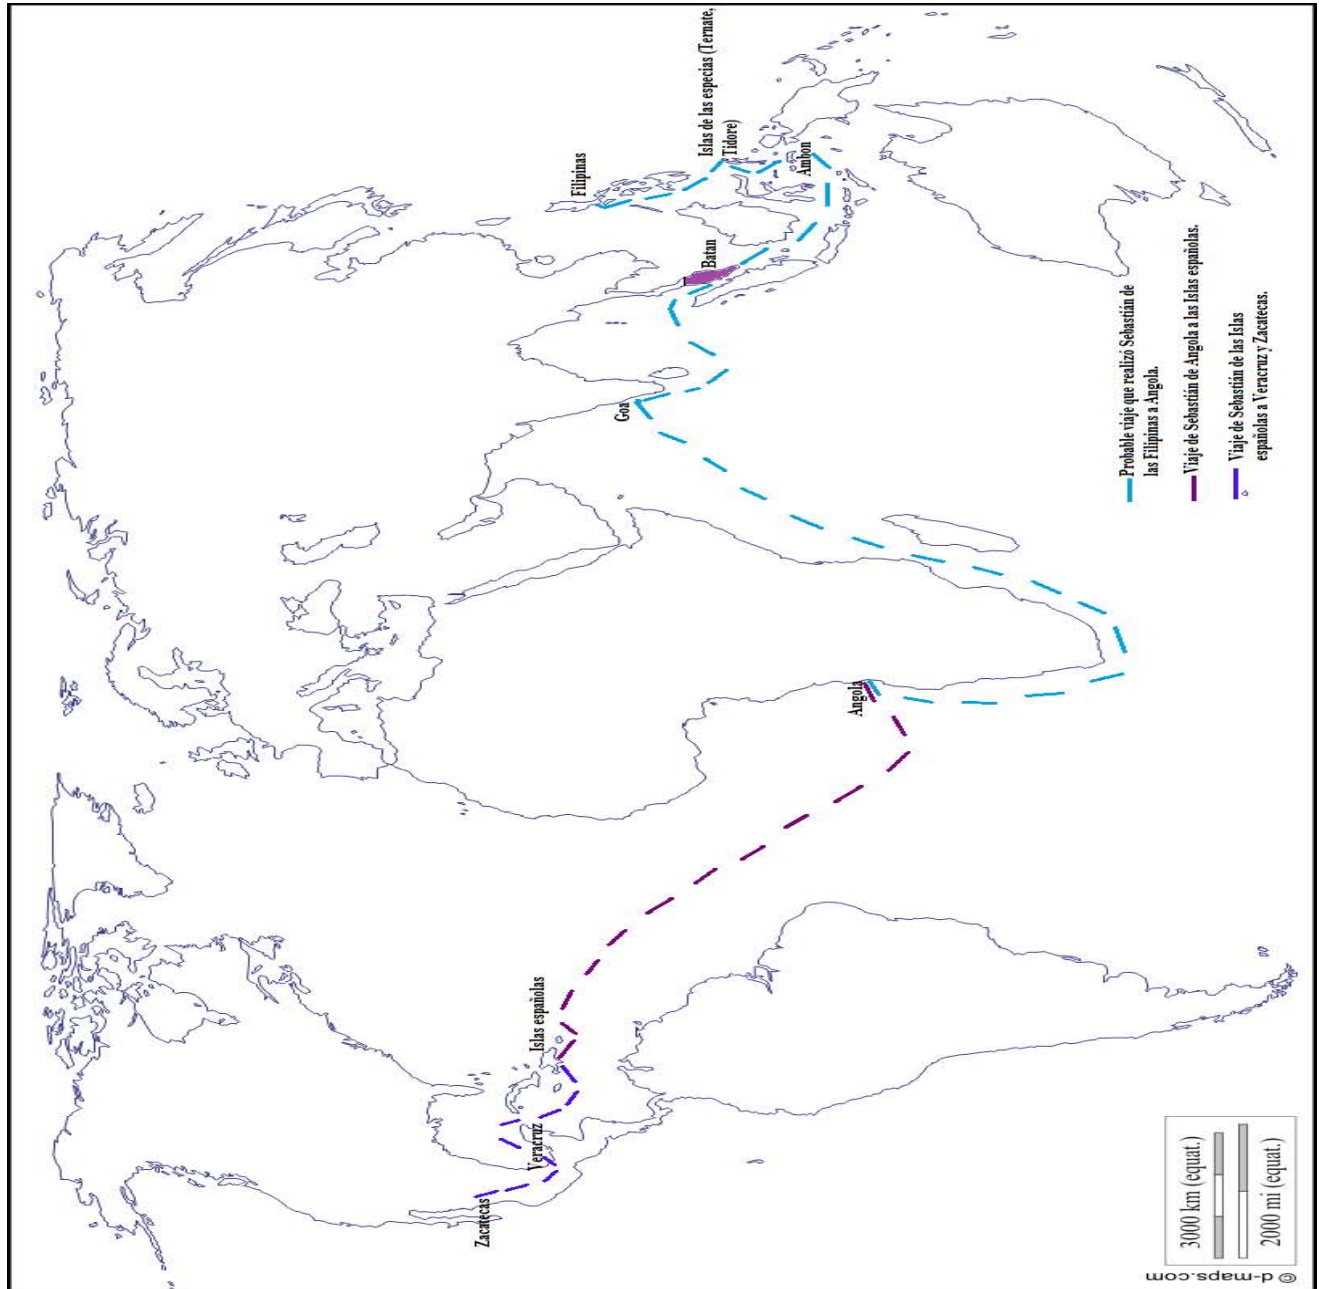 Filipinas
Islas de las especias (Ternate,
Tidore)
Ambon
Batan
Goa
Angola
Islas españolas
Veracruz
Zacatecas
Probable viaje que realizó Sebastián de
las Filipinas a Angola.
Viaje de Sebastián de Angola a las Islas españolas.
Viaje de Sebastián de las Islas
españolas a Veracruz y Zacatecas.
3000 km (equat.)
2000 mi (equat.)
© d-maps.com